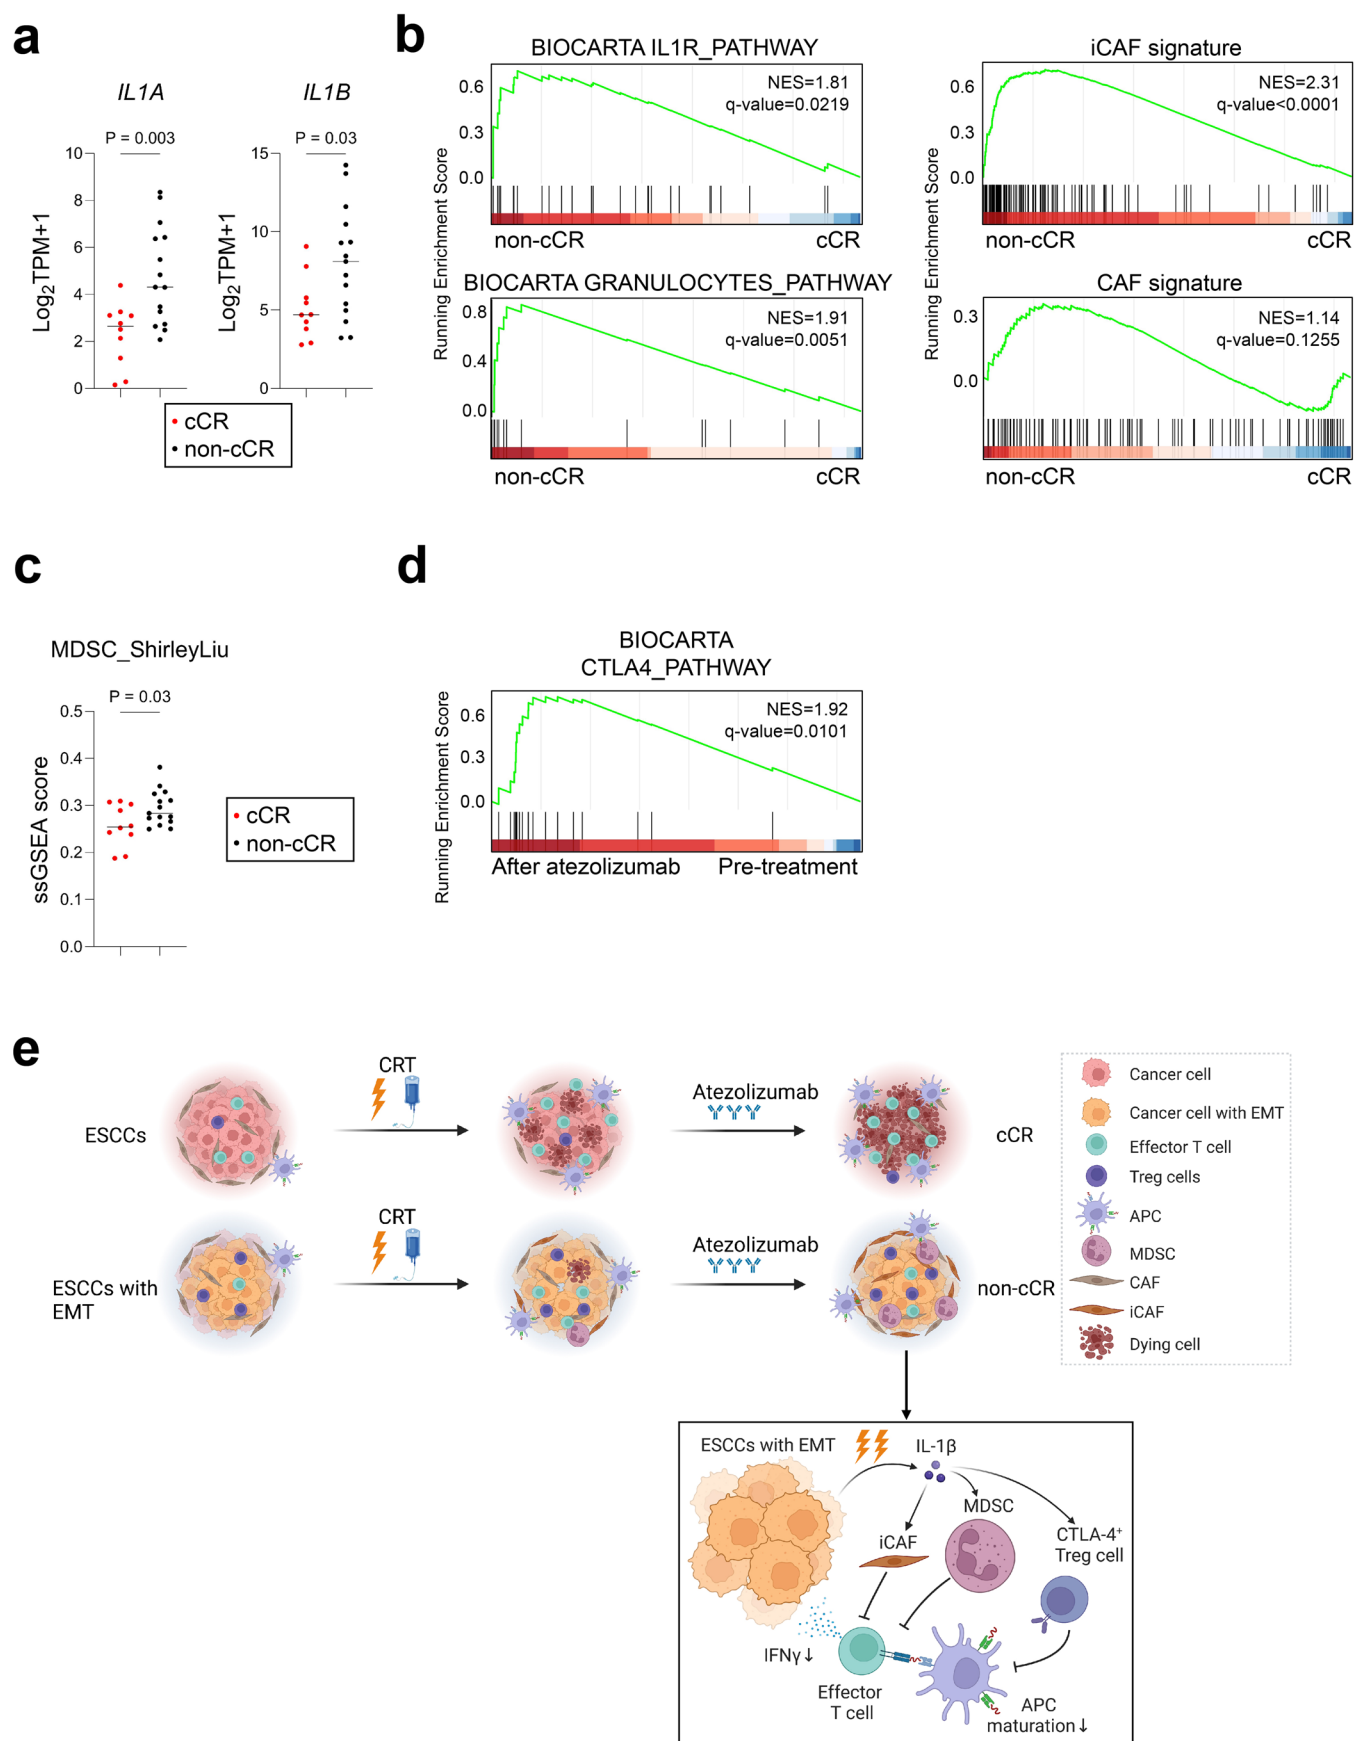 a
IL1A
P = 0.003
10
8
6
4
2
0
Log2TPM+1
IL1B
P = 0.03
15
10
5
0
Log2TPM+1
cCR
non-cCR
b
BIOCARTA IL1R_PATHWAY
NES=1.81
q-value=0.0219
0.6
0.3
0.0
non-cCR
cCR
iCAF signature
NES=2.31
q-value<0.0001
0.6
0.3
0.0
non-cCR
cCR
Running Enrichment Score
Running Enrichment Score
BIOCARTA GRANULOCYTES_PATHWAY
NES=1.91
q-value=0.0051
0.8
0.4
0.0
non-cCR
cCR
CAF signature
NES=1.14
q-value=0.1255
0.3
0.0
non-cCR
cCR
c
MDSC_ShirleyLiu
P = 0.03
0.5
0.4
0.3
0.2
0.1
0.0
ssGSEA score
cCR
non-cCR
d
BIOCARTA
CTLA4_PATHWAY
NES=1.92
q-value=0.0101
0.6
0.3
0.0
Running Enrichment Score
After atezolizumab
Pre-treatment
e
ESCCs
CRT
Atezolizumab
cCR
ESCCs with
EMT
CRT
Atezolizumab
non-cCR
Cancer cell
Cancer cell with EMT
Effector T cell
Treg cells
APC
MDSC
CAF
iCAF
Dying cell
ESCCs with EMT
IL-1β
MDSC
iCAF
CTLA-4⁺
Treg cell
IFNγ↓
Effector
T cell
APC
maturation↓